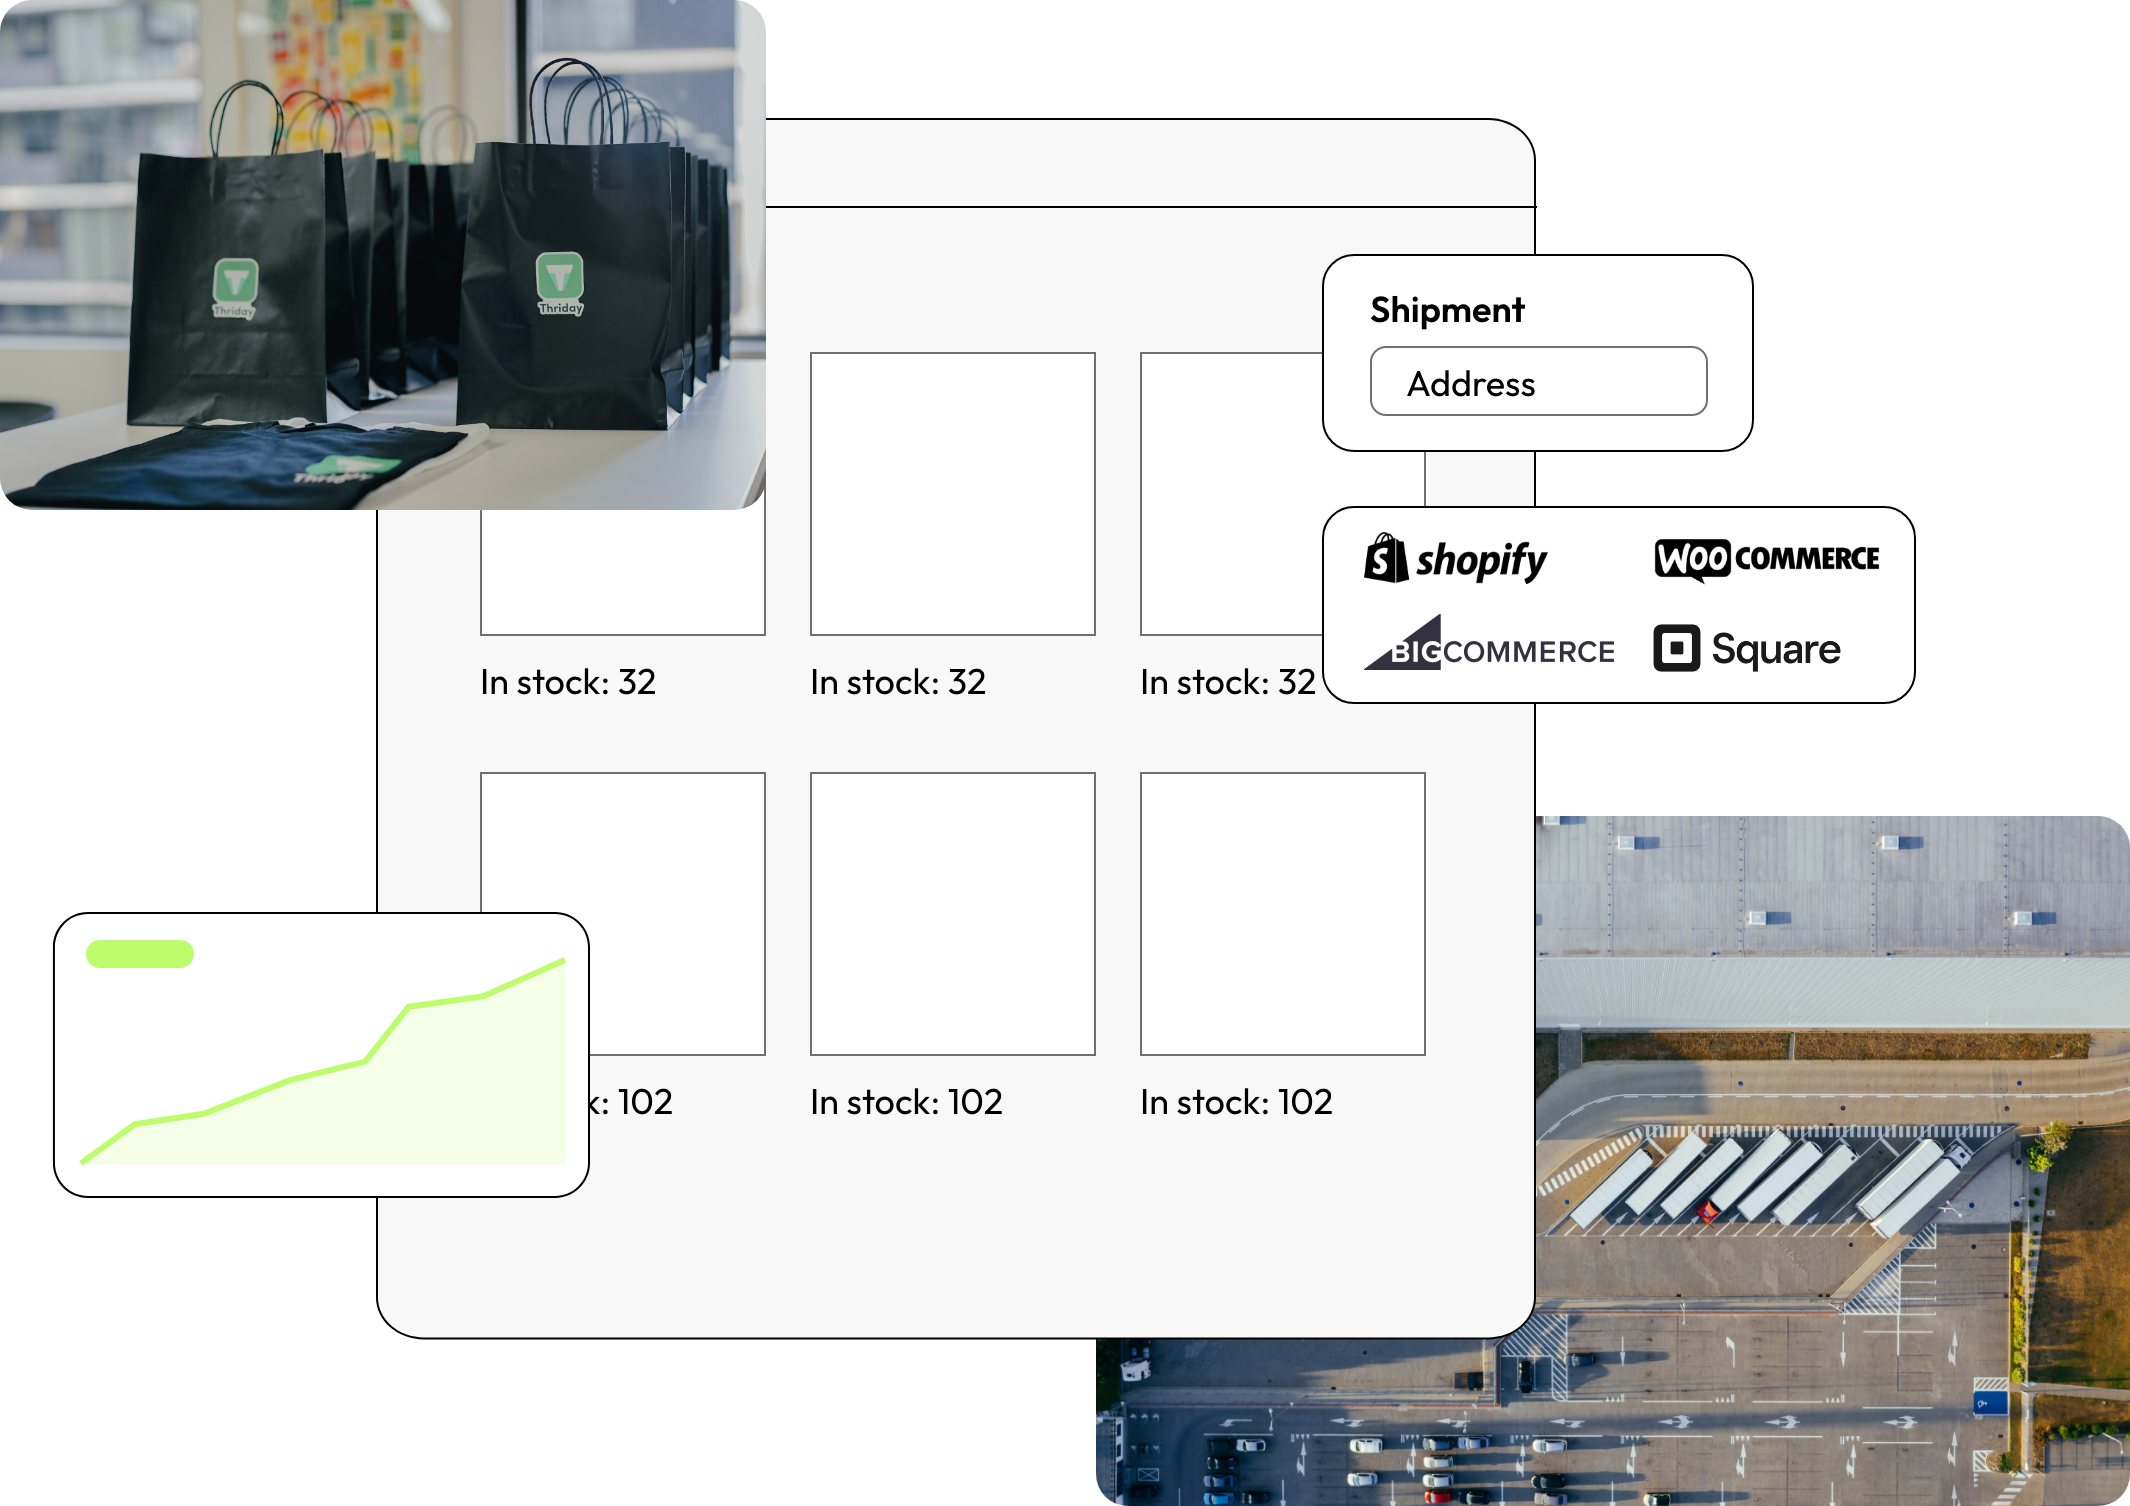 Thriday
Thriday
Thriday
Shipment
Address
shopify
WOO COMMERCE
BIGCOMMERCE
Square
In stock: 32
In stock: 32
In stock: 32
k: 102
In stock: 102
In stock: 102